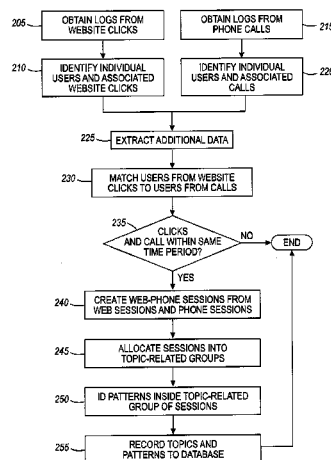 205
OBTAIN LOGS FROM
WEBSITE CLICKS
OBTAIN LOGS FROM
PHONE CALLS
215
210
IDENTIFY INDIVIDUAL
USERS AND ASSOCIATED
WEBSITE CLICKS
IDENTIFY INDIVIDUAL
USERS AND ASSOCIATED
CALLS
220
225
EXTRACT ADDITIONAL DATA
230
MATCH USERS FROM WEBSITE
CLICKS TO USERS FROM CALLS
235
CLICKS
AND CALL WITHIN SAME
TIME PERIOD?
NO
END
YES
240
CREATE WEB-PHONE SESSIONS FROM
WEB SESSIONS AND PHONE SESSIONS
245
ALLOCATE SESSIONS INTO
TOPIC-RELATED GROUPS
250
ID PATTERNS INSIDE TOPIC-RELATED
GROUP OF SESSIONS
255
RECORD TOPICS AND
PATTERNS TO DATABASE